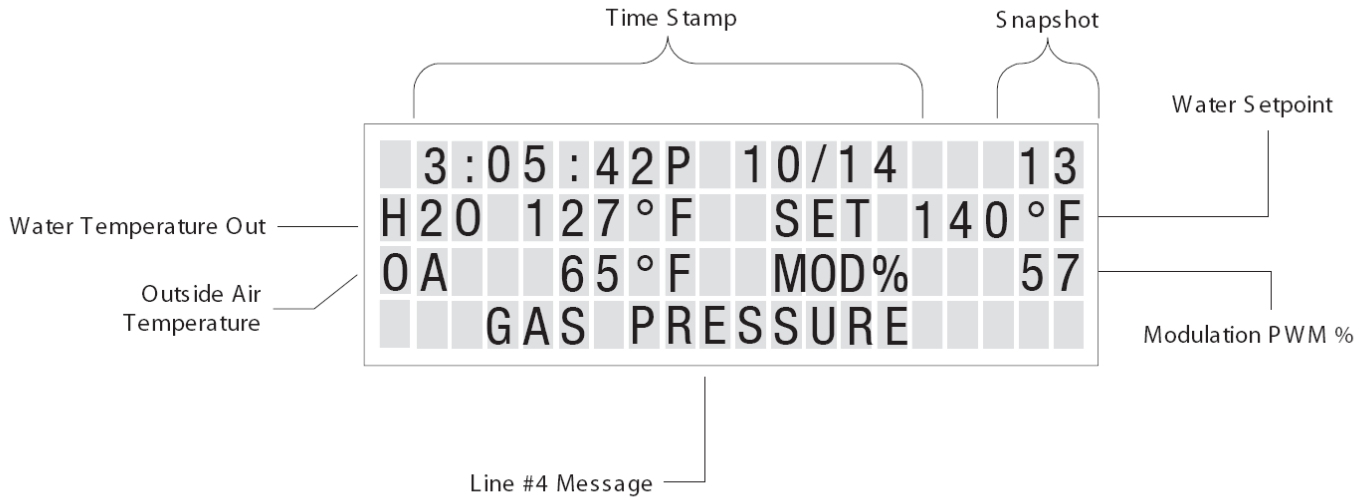 Time Stamp
Snapshot
Water Setpoint
3:05:42P 10/14 13
H2O 127°F SET 140°F
Water Temperature Out
OA 65°F MOD% 57
Outside Air
Temperature
GAS PRESSURE
Modulation PWM %
Line #4 Message